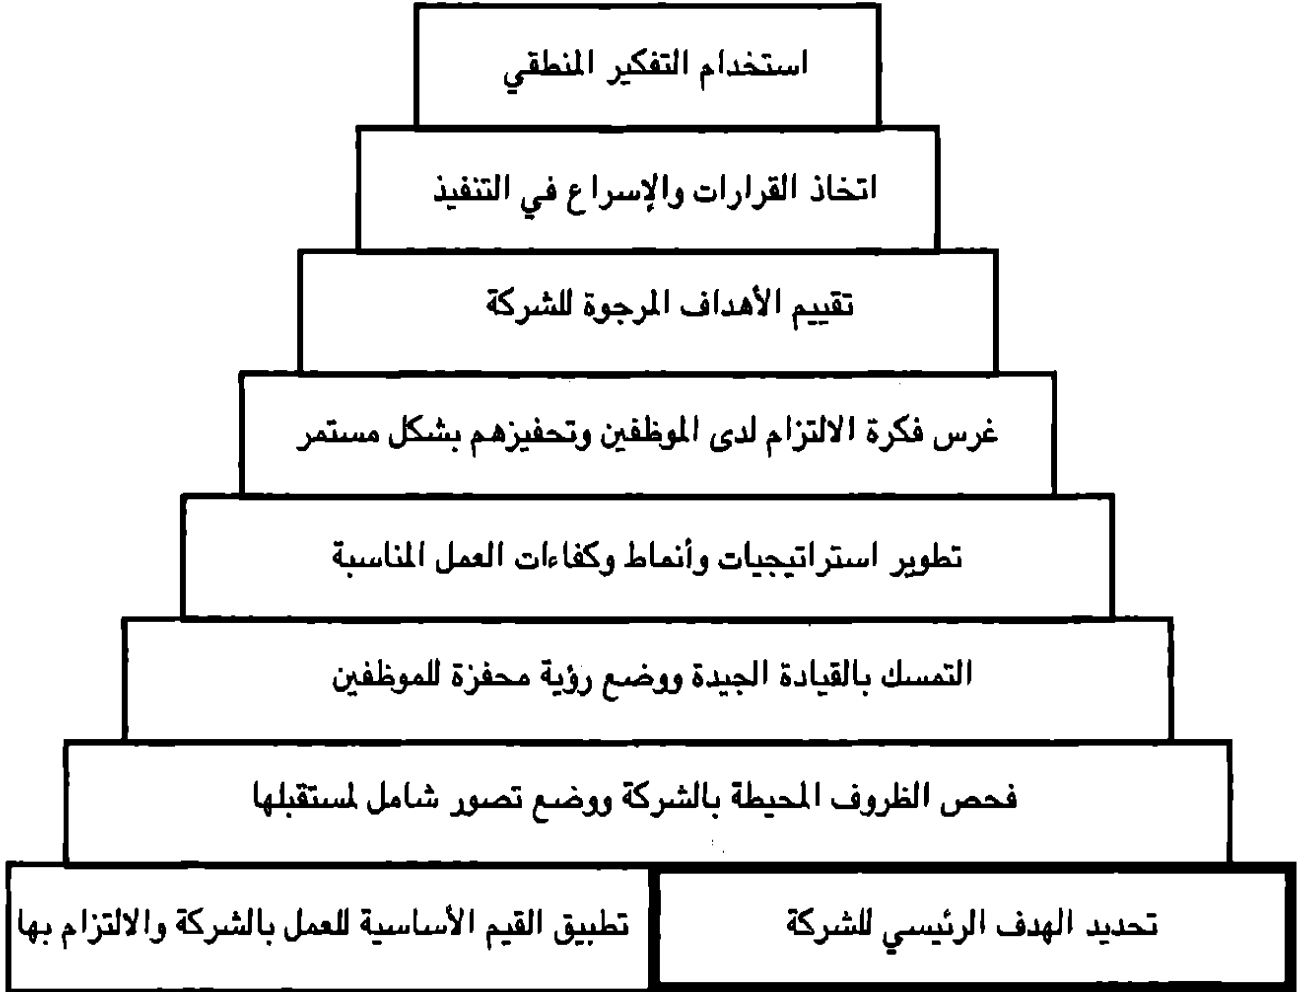 استخدام التفكير المنطقي
اتخاذ القرارات والإسراع في التنفيذ
تقييم الأهداف المرجوة للشركة
غرس فكرة الالتزام لدى الموظفين وتحفيزهم بشكل مستمر
تطوير استراتيجيات وأنماط وكفاءات العمل المناسبة
التمسك بالقيادة الجيدة ووضع رؤية محفزة للموظفين
فحص الظروف المحيطة بالشركة ووضع تصور شامل لمستقبلها
تحديد الهدف الرئيسي للشركة
تطبيق القيم الأساسية للعمل بالشركة والالتزام بها